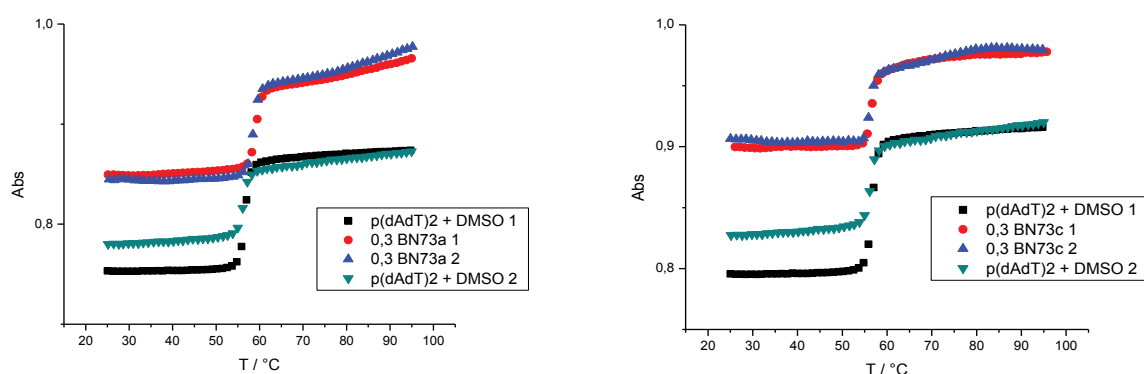 1,0
Abs
0,8
p(dAdT)2 + DMSO 1
0,3 BN73a 1
0,3 BN73a 2
p(dAdT)2 + DMSO 2
20 30 40 50 60 70 80 90 100
T / °C
1,0
Abs
0,9
0,8
p(dAdT)2 + DMSO 1
0,3 BN73c 1
0,3 BN73c 2
p(dAdT)2 + DMSO 2
20 30 40 50 60 70 80 90 100
T / °C